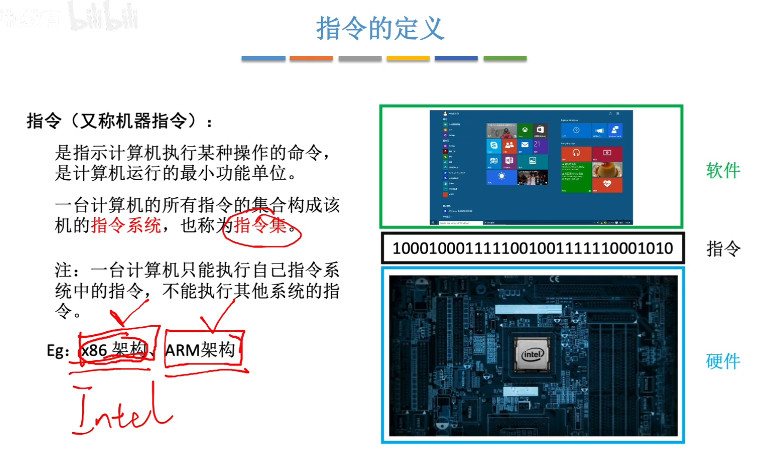 bilibili
指令的定义
指令（又称机器指令）：
是指示计算机执行某种操作的命令，
是计算机运行的最小功能单位。
一台计算机的所有指令的集合构成该
机的指令系统，也称为指令集。
注：一台计算机只能执行自己指令系
统中的指令，不能执行其他系统的指
令。
Eg：x86 架构、ARM架构
Intel
软件
1000100011111001001111110001010
指令
intel
硬件